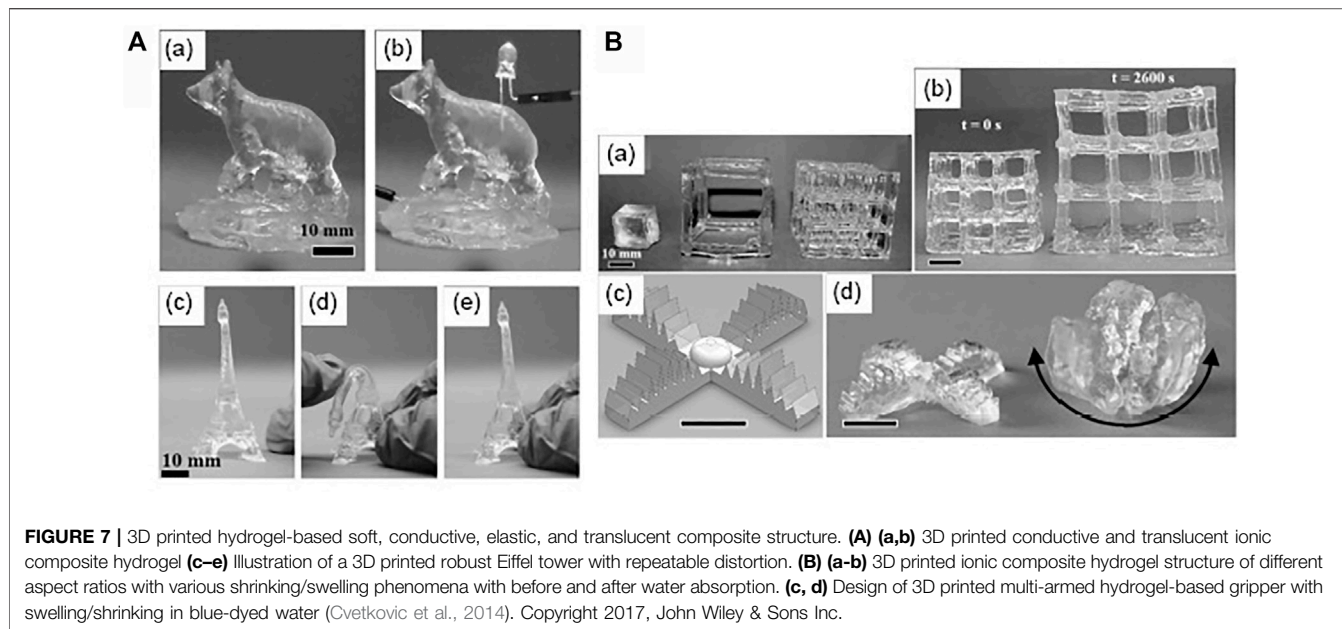 A
(a)
(b)
10 mm
(c)
(d)
(e)
10 mm
B
(a)
10 mm
(b)
t = 0 s
t = 2600 s
(c)
(d)
FIGURE 7 | 3D printed hydrogel-based soft, conductive, elastic, and translucent composite structure. (A) (a,b) 3D printed conductive and translucent ionic
composite hydrogel (c–e) Illustration of a 3D printed robust Eiffel tower with repeatable distortion. (B) (a-b) 3D printed ionic composite hydrogel structure of different
aspect ratios with various shrinking/swelling phenomena with before and after water absorption. (c, d) Design of 3D printed multi-armed hydrogel-based gripper with
swelling/shrinking in blue-dyed water (Cvetkovic et al., 2014). Copyright 2017, John Wiley & Sons Inc.